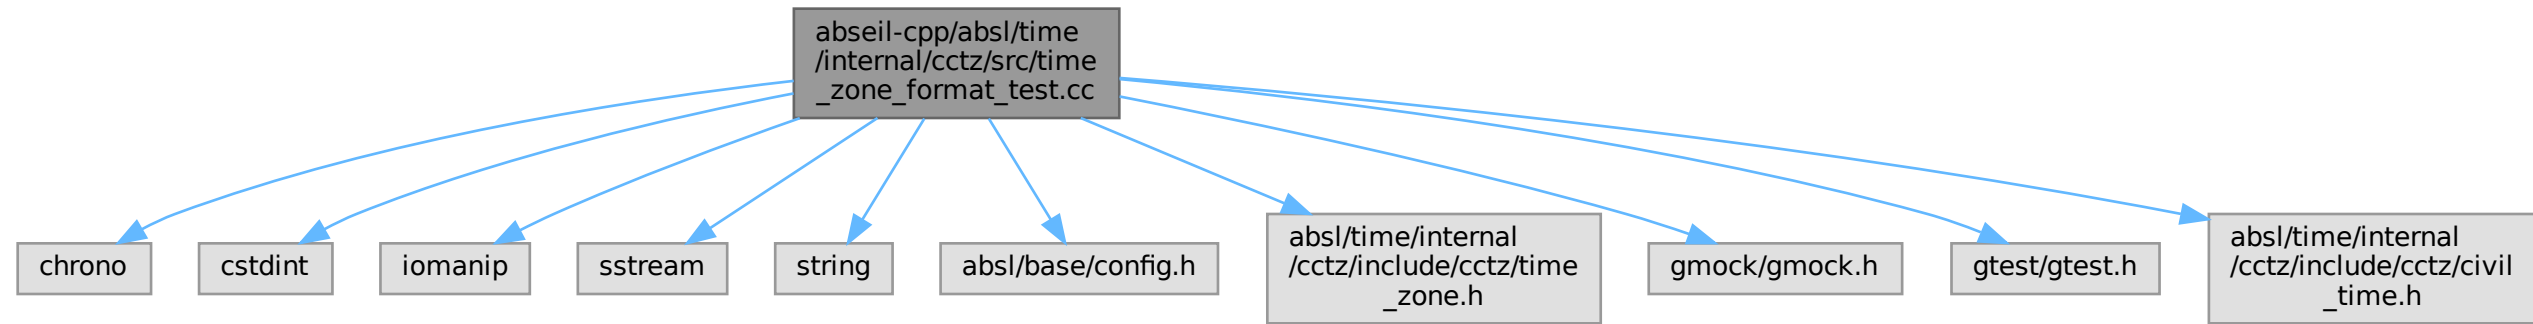 abseil-cpp/absl/time
/internal/cctz/src/time
_zone_format_test.cc
chrono
cstdint
iomanip
sstream
string
absl/base/config.h
absl/time/internal
/cctz/include/cctz/time
_zone.h
gmock/gmock.h
gtest/gtest.h
absl/time/internal
/cctz/include/cctz/civil
_time.h